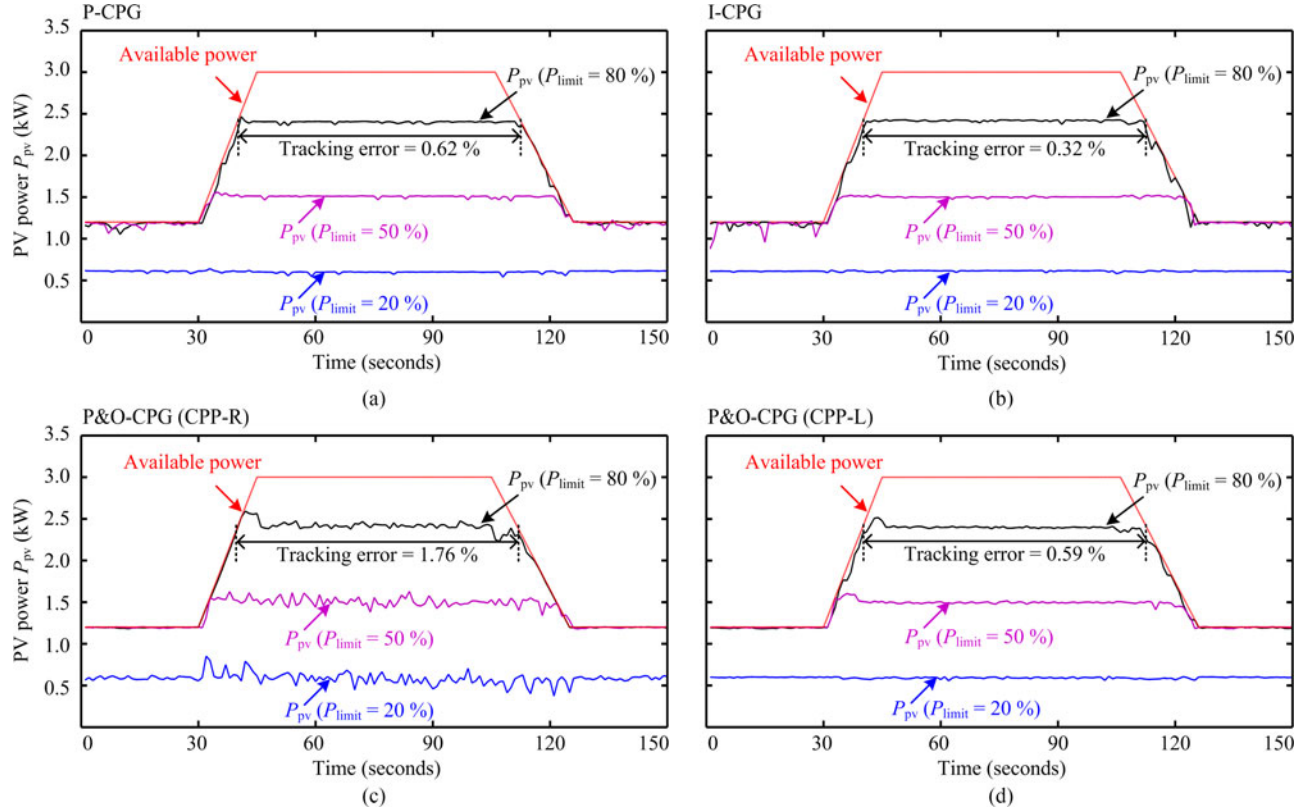 P-CPG
3.5
3.0
2.5
2.0
1.5
1.0
0.5
PV power Ppv (kW)
Available power
Ppv (Plimit = 80 %)
Tracking error = 0.62 %
Ppv (Plimit = 50 %)
Ppv (Plimit = 20 %)
0 30 60 90 120 150
Time (seconds)
(a)
I-CPG
Available power
Ppv (Plimit = 80 %)
Tracking error = 0.32 %
Ppv (Plimit = 50 %)
Ppv (Plimit = 20 %)
0 30 60 90 120 150
Time (seconds)
(b)
P&O-CPG (CPP-R)
3.5
3.0
2.5
2.0
1.5
1.0
0.5
PV power Ppv (kW)
Available power
Ppv (Plimit = 80 %)
Tracking error = 1.76 %
Ppv (Plimit = 50 %)
Ppv (Plimit = 20 %)
0 30 60 90 120 150
Time (seconds)
(c)
P&O-CPG (CPP-L)
Available power
Ppv (Plimit = 80 %)
Tracking error = 0.59 %
Ppv (Plimit = 50 %)
Ppv (Plimit = 20 %)
0 30 60 90 120 150
Time (seconds)
(d)